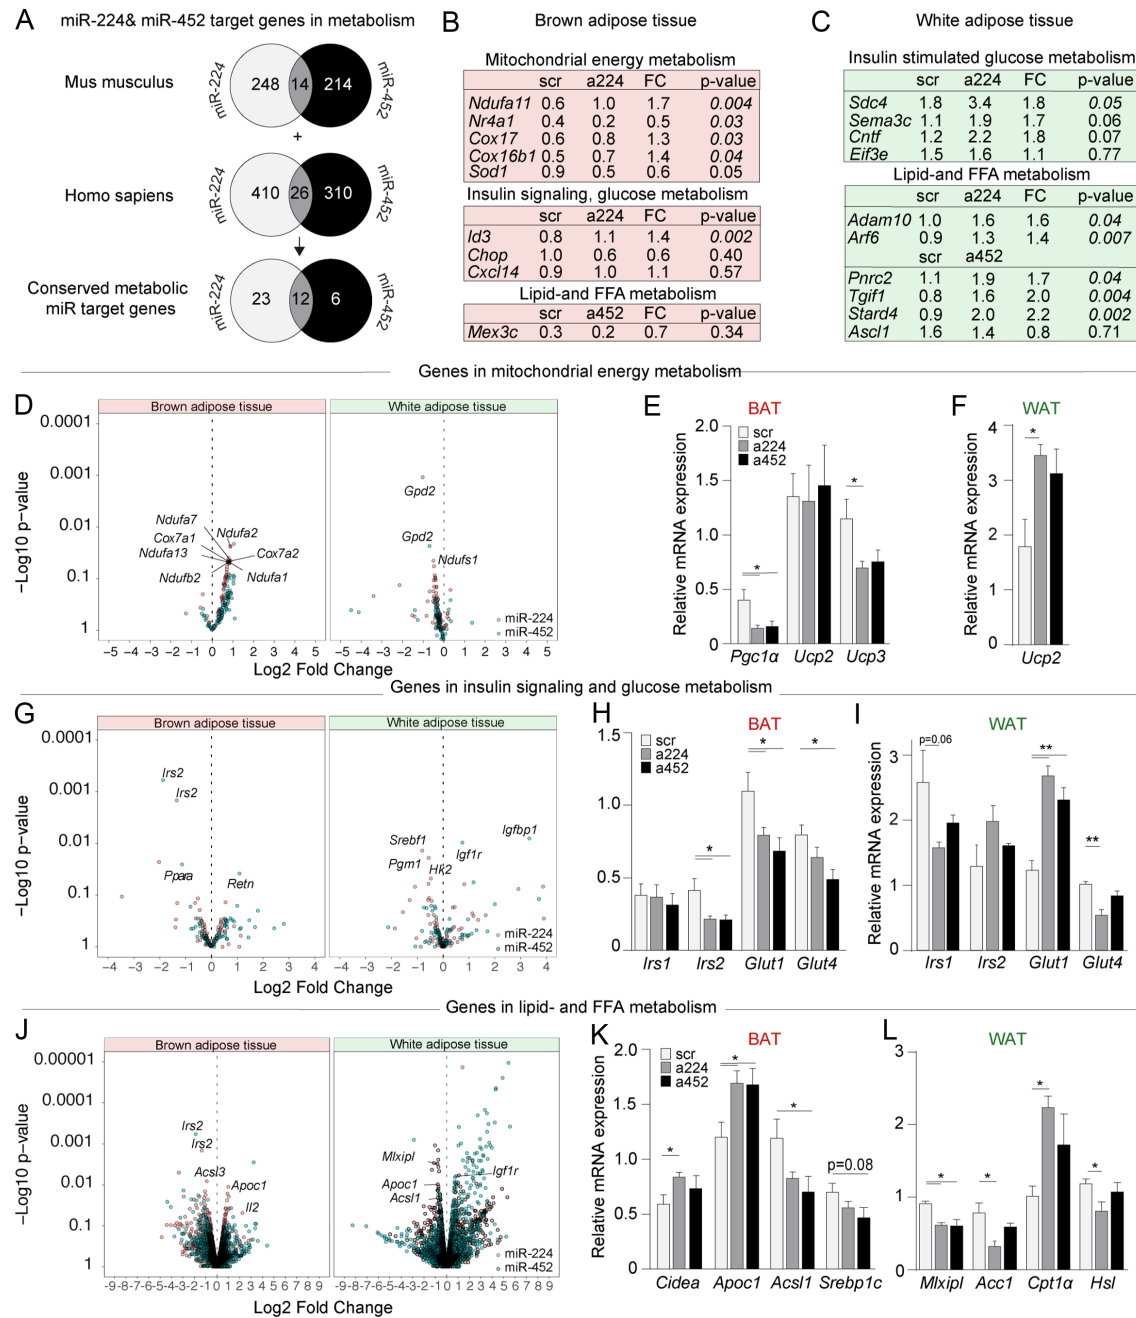 A
miR-224& miR-452 target genes in metabolism
Mus musculus
miR-224
248
14
214
miR-452
+
Homo sapiens
miR-224
410
26
310
miR-452
Conserved metabolic
miR target genes
miR-224
23
12
6
miR-452
B
Brown adipose tissue
Mitochondrial energy metabolism
scr a224 FC p-value
Ndufa11 0.6 1.0 1.7 0.004
Nr4a1 0.4 0.2 0.5 0.03
Cox17 0.6 0.8 1.3 0.03
Cox16b1 0.5 0.7 1.4 0.04
Sod1 0.9 0.5 0.6 0.05
Insulin signaling, glucose metabolism
scr a224 FC p-value
Id3 0.8 1.1 1.4 0.002
Chop 1.0 0.6 0.6 0.40
Cxcl14 0.9 1.0 1.1 0.57
Lipid-and FFA metabolism
scr a452 FC p-value
Mex3c 0.3 0.2 0.7 0.34
C
White adipose tissue
Insulin stimulated glucose metabolism
scr a224 FC p-value
Sdc4 1.8 3.4 1.8 0.05
Sema3c 1.1 1.9 1.7 0.06
Cntf 1.2 2.2 1.8 0.07
Eif3e 1.5 1.6 1.1 0.77
Lipid-and FFA metabolism
scr a224 FC p-value
Adam10 1.0 1.6 1.6 0.04
Arf6 0.9 1.3 1.4 0.007
scr a452
Pnrc2 1.1 1.9 1.7 0.04
Tgif1 0.8 1.6 2.0 0.004
Stard4 0.9 2.0 2.2 0.002
Ascl1 1.6 1.4 0.8 0.71
Genes in mitochondrial energy metabolism
D
Brown adipose tissue
White adipose tissue
−Log10 p-value
0.0001
0.001
0.01
0.1
1
Ndufa7
Cox7a1
Ndufa13
Ndufb2
Ndufa2
Cox7a2
Ndufa1
Gpd2
Gpd2
Ndufs1
miR-224
miR-452
−5 −4 −3 −2 −1 0 1 2 3 4 5
−5 −4 −3 −2 −1 0 1 2 3 4 5
Log2 Fold Change
E
BAT
Relative mRNA expression
2.0
1.5
1.0
0.5
0
scr
a224
a452
*
*
Pgc1α Ucp2 Ucp3
F
WAT
Relative mRNA expression
4
3
2
1
0
*
Ucp2
Genes in insulin signaling and glucose metabolism
G
Brown adipose tissue
White adipose tissue
−Log10 p-value
0.0001
0.001
0.01
0.1
1
Irs2
Irs2
Ppara
Retn
Srebf1
Pgm1
Hk2
Igf1r
Igfbp1
miR-224
miR-452
−4 −3 −2 −1 0 1 2 3 4
−4 −3 −2 −1 0 1 2 3 4
Log2 Fold Change
H
BAT
Relative mRNA expression
1.5
1.0
0.5
0
scr
a224
a452
*
*
*
Irs1 Irs2 Glut1 Glut4
I
WAT
Relative mRNA expression
3
2
1
0
p=0.06
**
**
Irs1 Irs2 Glut1 Glut4
Genes in lipid- and FFA metabolism
J
Brown adipose tissue
White adipose tissue
−Log10 p-value
0.00001
0.0001
0.001
0.01
0.1
1
Irs2
Irs2
Acsl3
Apoc1
Il2
Mlxipl
Apoc1
Acsl1
Igf1r
miR-224
miR-452
-9-8-7-6-5-4-3-2-1 0 1 2 3 4 5 6 7 8 9
-9-8-7-6-5-4-3-2-1 0 1 2 3 4 5 6 7 8 9
Log2 Fold Change
K
BAT
Relative mRNA expression
2.0
1.5
1.0
0.5
0
scr
a224
a452
*
*
*
p=0.08
Cidea Apoc1 Acsl1 Srebp1c
L
WAT
3
2
1
0
*
*
*
*
Mlxipl Acc1 Cpt1α Hsl